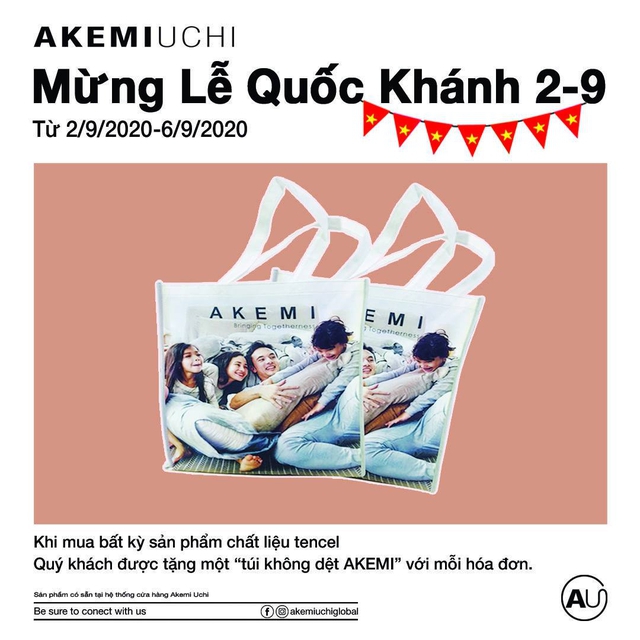 AKEMIUCHI
Mừng Lễ Quốc Khánh 2-9
Từ 2/9/2020-6/9/2020
AKEMI
Bringing Togetherness
EMI
Togetherness
Khi mua bất kỳ sản phẩm chất liệu tencel
Quý khách được tặng một “túi không dệt AKEMI” với mỗi hóa đơn.
Sản phẩm có sẵn tại hệ thống cửa hàng Akemi Uchi
Be sure to conect with us
akemiuchiglobal
AU